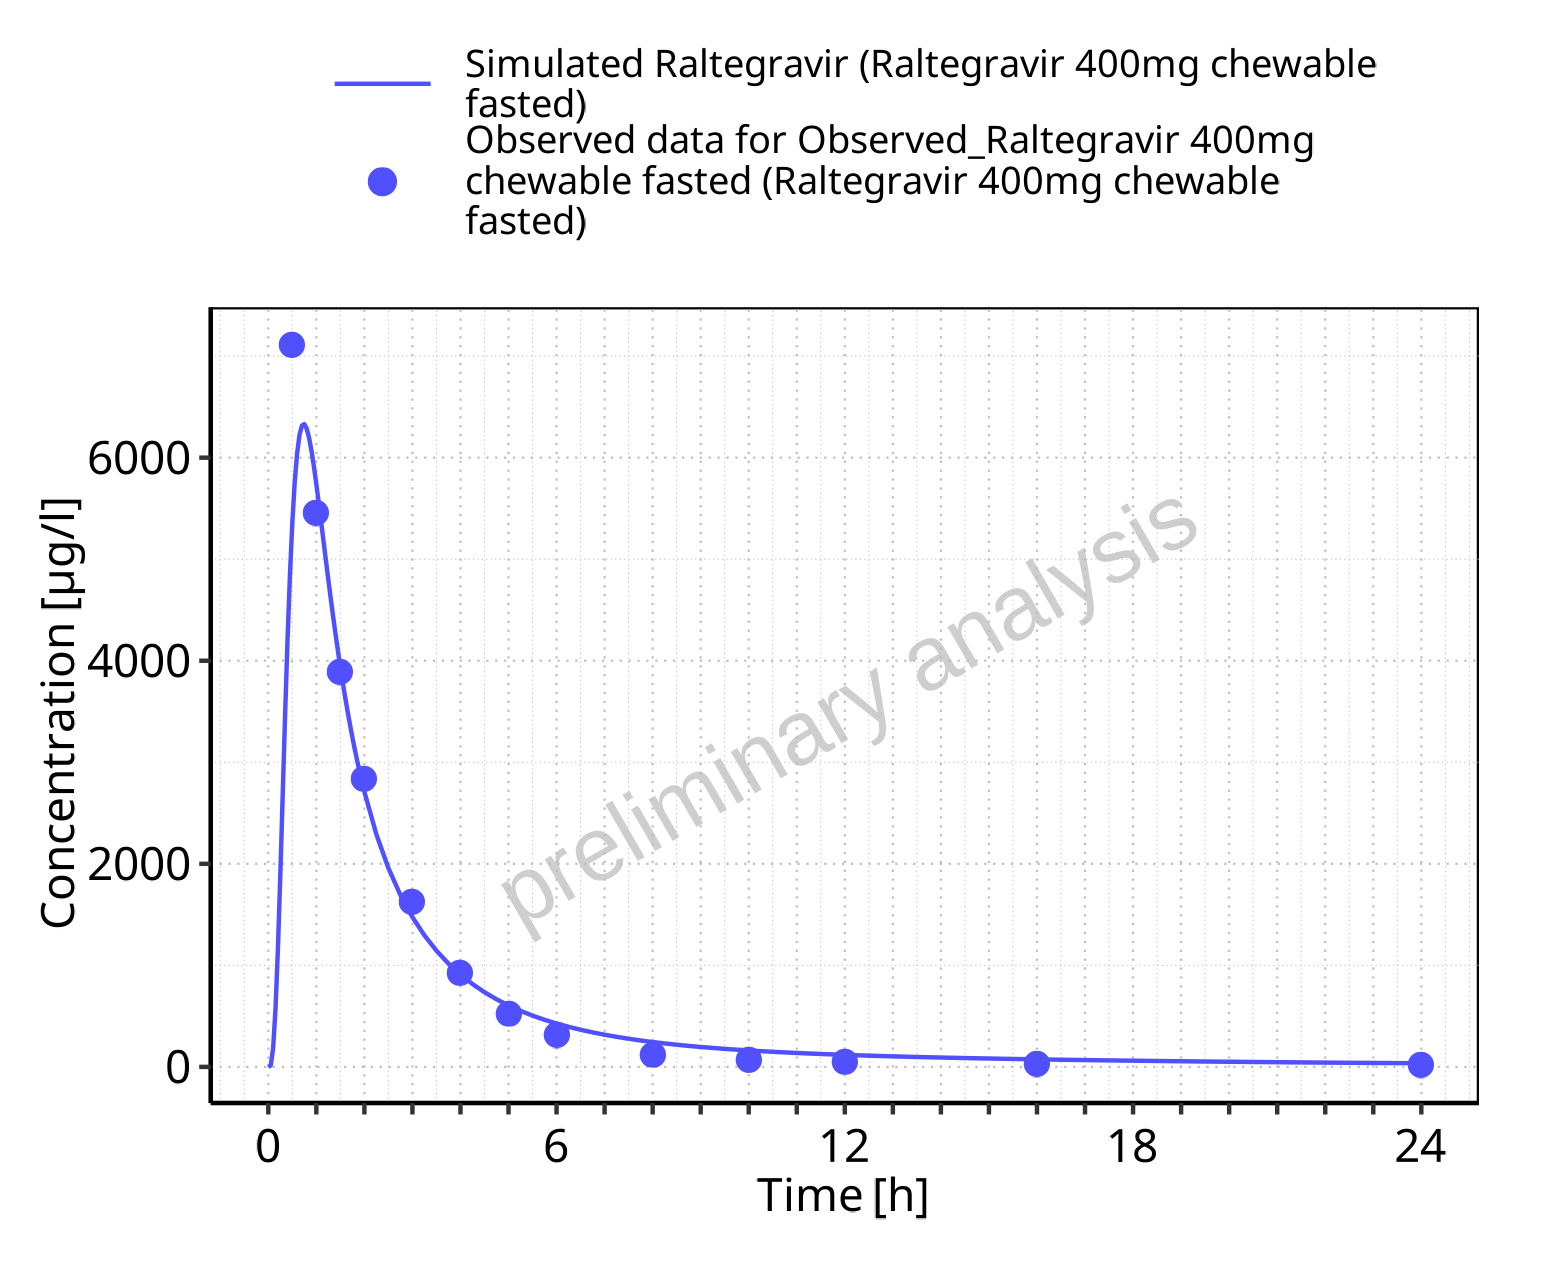 Simulated Raltegravir (Raltegravir 400mg chewable
fasted)
Observed data for Observed_Raltegravir 400mg
chewable fasted (Raltegravir 400mg chewable
fasted)
Concentration [µg/l]
6000
4000
2000
0
preliminary analysis
0 6 12 18 24
Time [h]